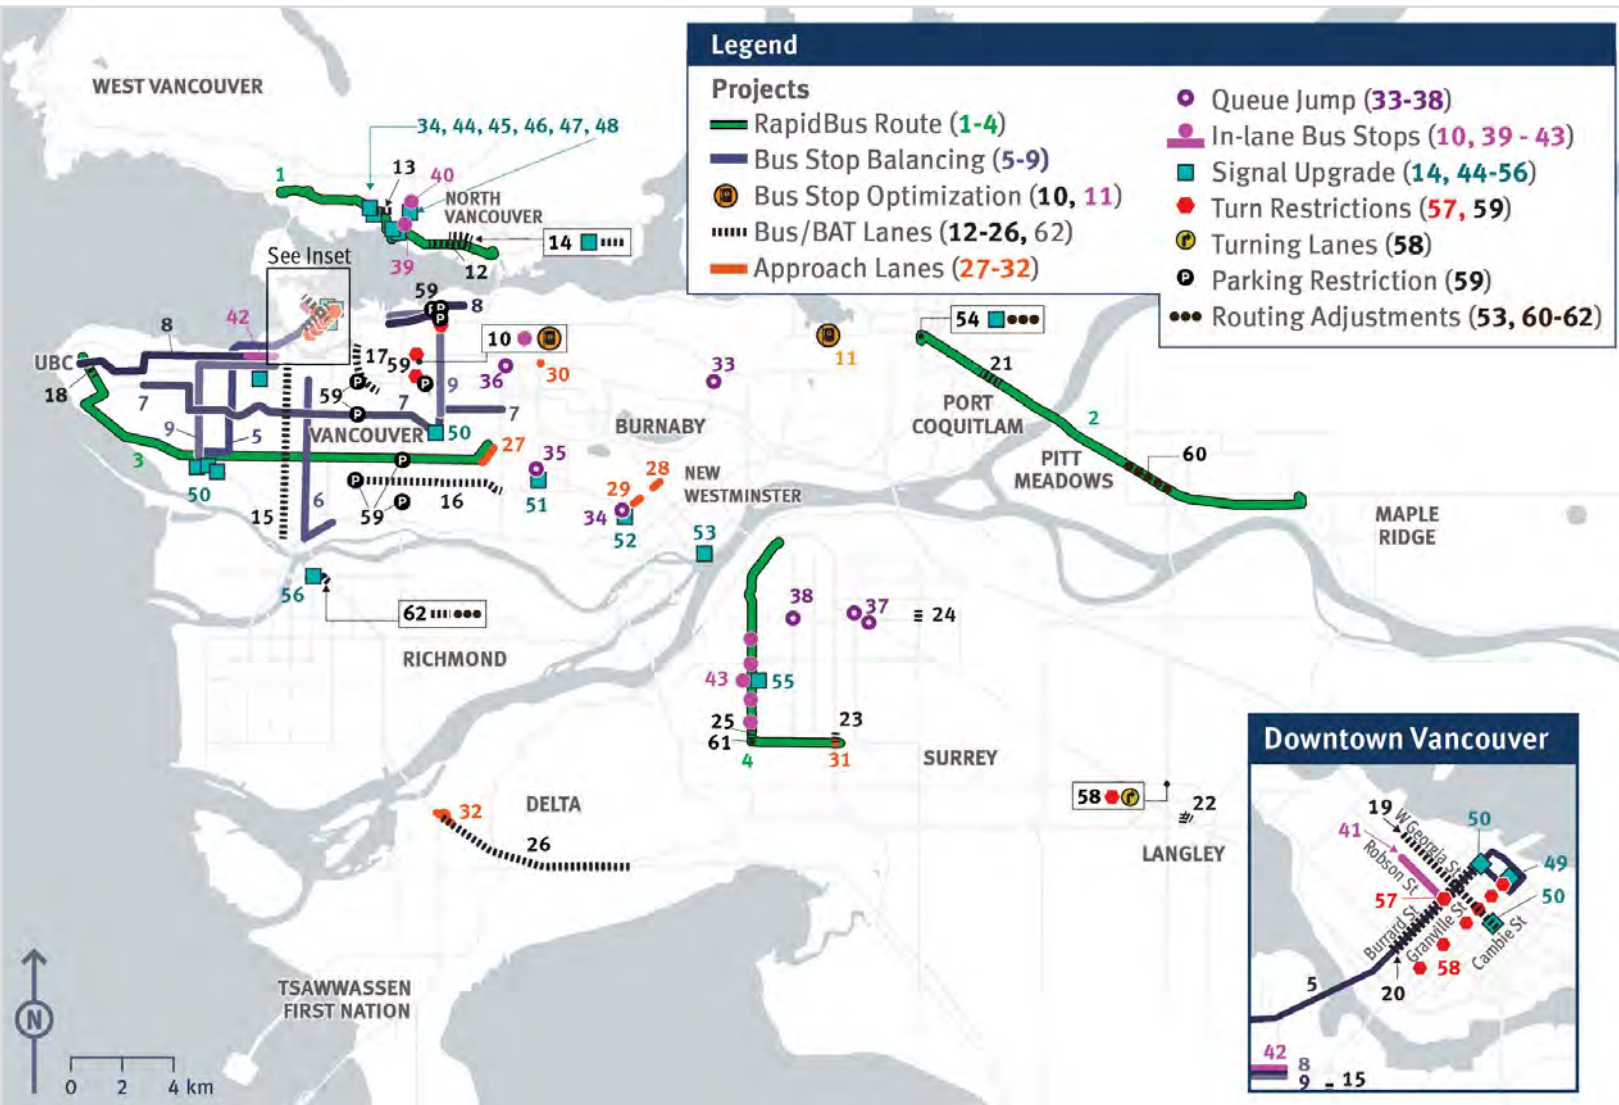 Legend
Projects
RapidBus Route (1-4)
Bus Stop Balancing (5-9)
Bus Stop Optimization (10, 11)
Bus/BAT Lanes (12-26, 62)
Approach Lanes (27-32)
Queue Jump (33-38)
In-lane Bus Stops (10, 39 - 43)
Signal Upgrade (14, 44-56)
Turn Restrictions (57, 59)
Turning Lanes (58)
Parking Restriction (59)
Routing Adjustments (53, 60-62)
WEST VANCOUVER
34, 44, 45, 46, 47, 48
13
40
1
NORTH
VANCOUVER
14
39
12
See Inset
59
8
42
8
10
54
UBC
17
59
36
30
33
11
21
18
7
59
9
7
7
PORT
COQUITLAM
2
9
5
VANCOUVER
50
BURNABY
27
3
35
28
NEW
WESTMINSTER
PITT
MEADOWS
60
50
6
16
51
29
15
59
34
52
53
MAPLE
RIDGE
56
62
38
37
24
RICHMOND
43
55
25
23
61
4
31
SURREY
58
22
LANGLEY
32
DELTA
26
TSAWWASSEN
FIRST NATION
N
0 2 4 km
Downtown Vancouver
19
W Georgia St
50
41
Robson St
49
57
50
Burrard St
Granville St
Cambie St
58
5
20
42
8
9
15
P
P
P
P
P
P
P
P
P
P